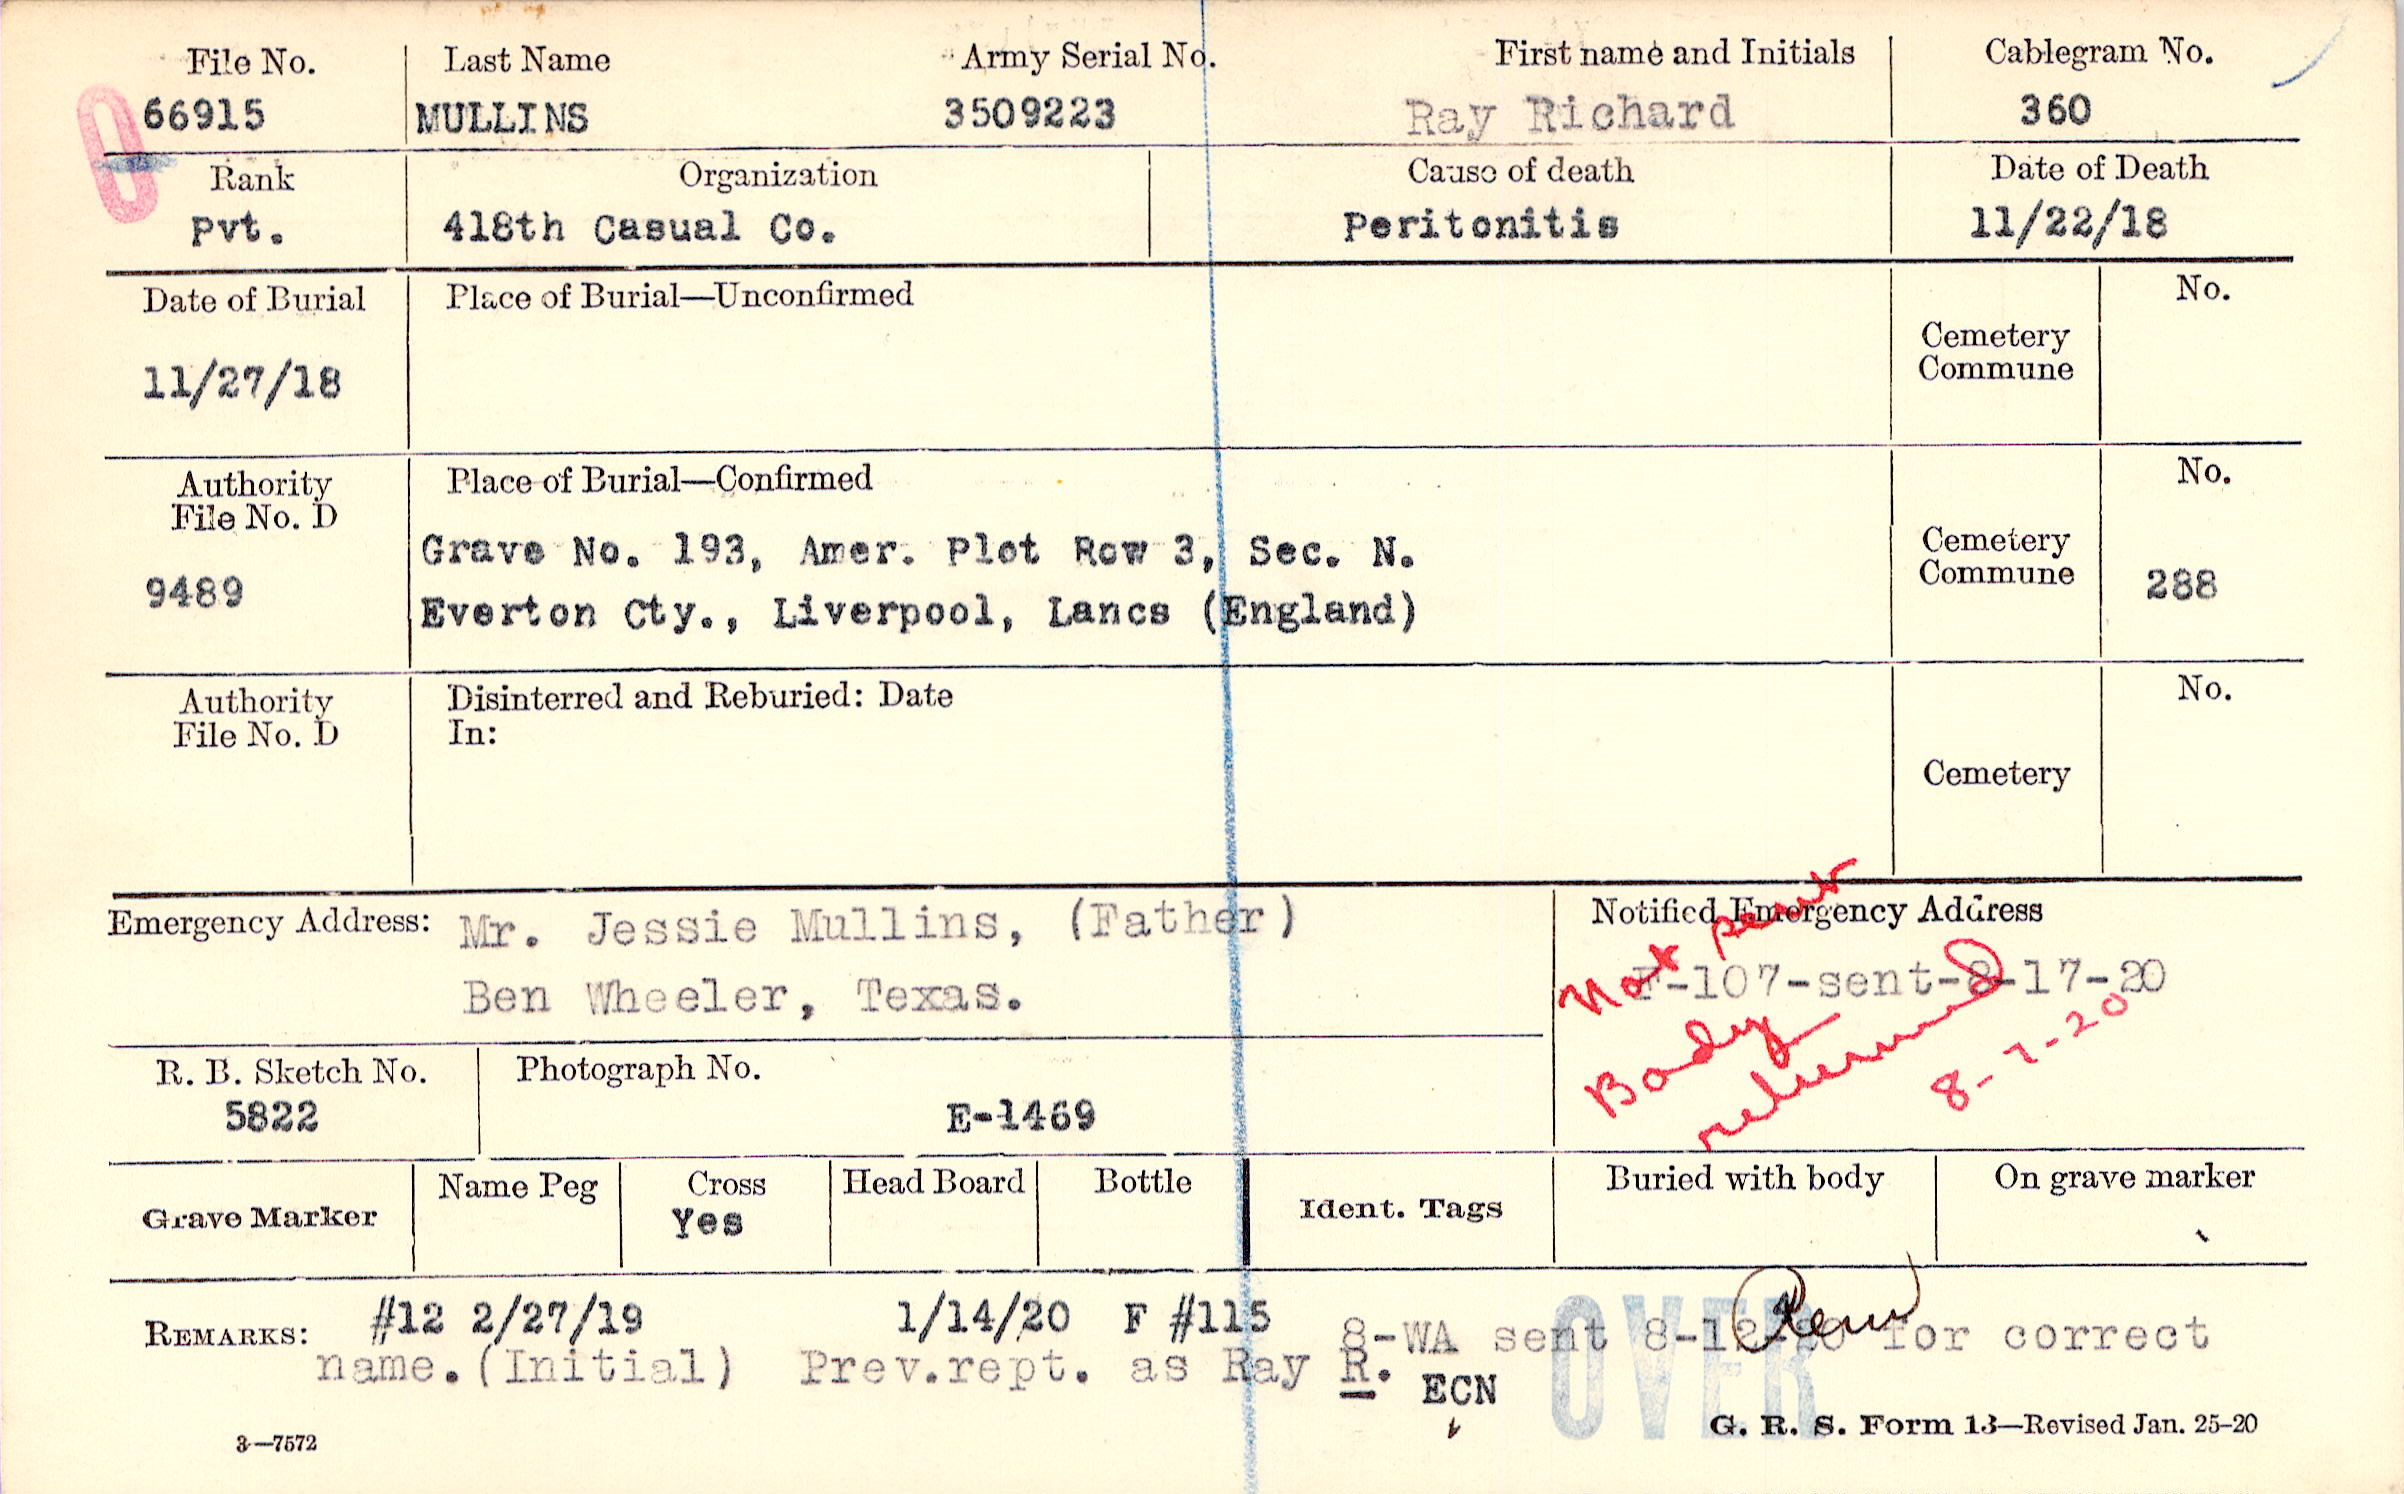 File No. Last Name Army Serial No. First name and Initials Cablegram No.
66915 MULLINS 3509223 Ray Richard 360
Rank Organization Cause of death Date of Death
Pvt. 418th Casual Co. Peritonitis 11/22/18
Date of Burial Place of Burial—Unconfirmed No.
Cemetery
Commune
11/27/18
Authority Place of Burial—Confirmed No.
File No. D
Grave No. 193, Amer. Plot Row 3, Sec. N. Cemetery
9489 Commune 288
Everton Cty., Liverpool, Lancs (England)
Authority Disinterred and Reburied: Date No.
File No. D In:
Cemetery
Emergency Address: Mr. Jessie Mullins, (Father) Notified Emergency Address
Ben Wheeler, Texas. F-107-sent-8-17-20
Not
Body
returned
8-7-20
R. B. Sketch No. Photograph No.
5822 E-1469
Grave Marker Name Peg Cross Head Board Bottle Ident. Tags Buried with body On grave marker
Yes
REMARKS: #12 2/27/19 1/14/20 F #115 8-WA sent 8-12-20 for correct
name.(Initial) Prev.rept. as Ray R. ECN
OVER
3—7572 G. R. S. Form 13—Revised Jan. 25-20